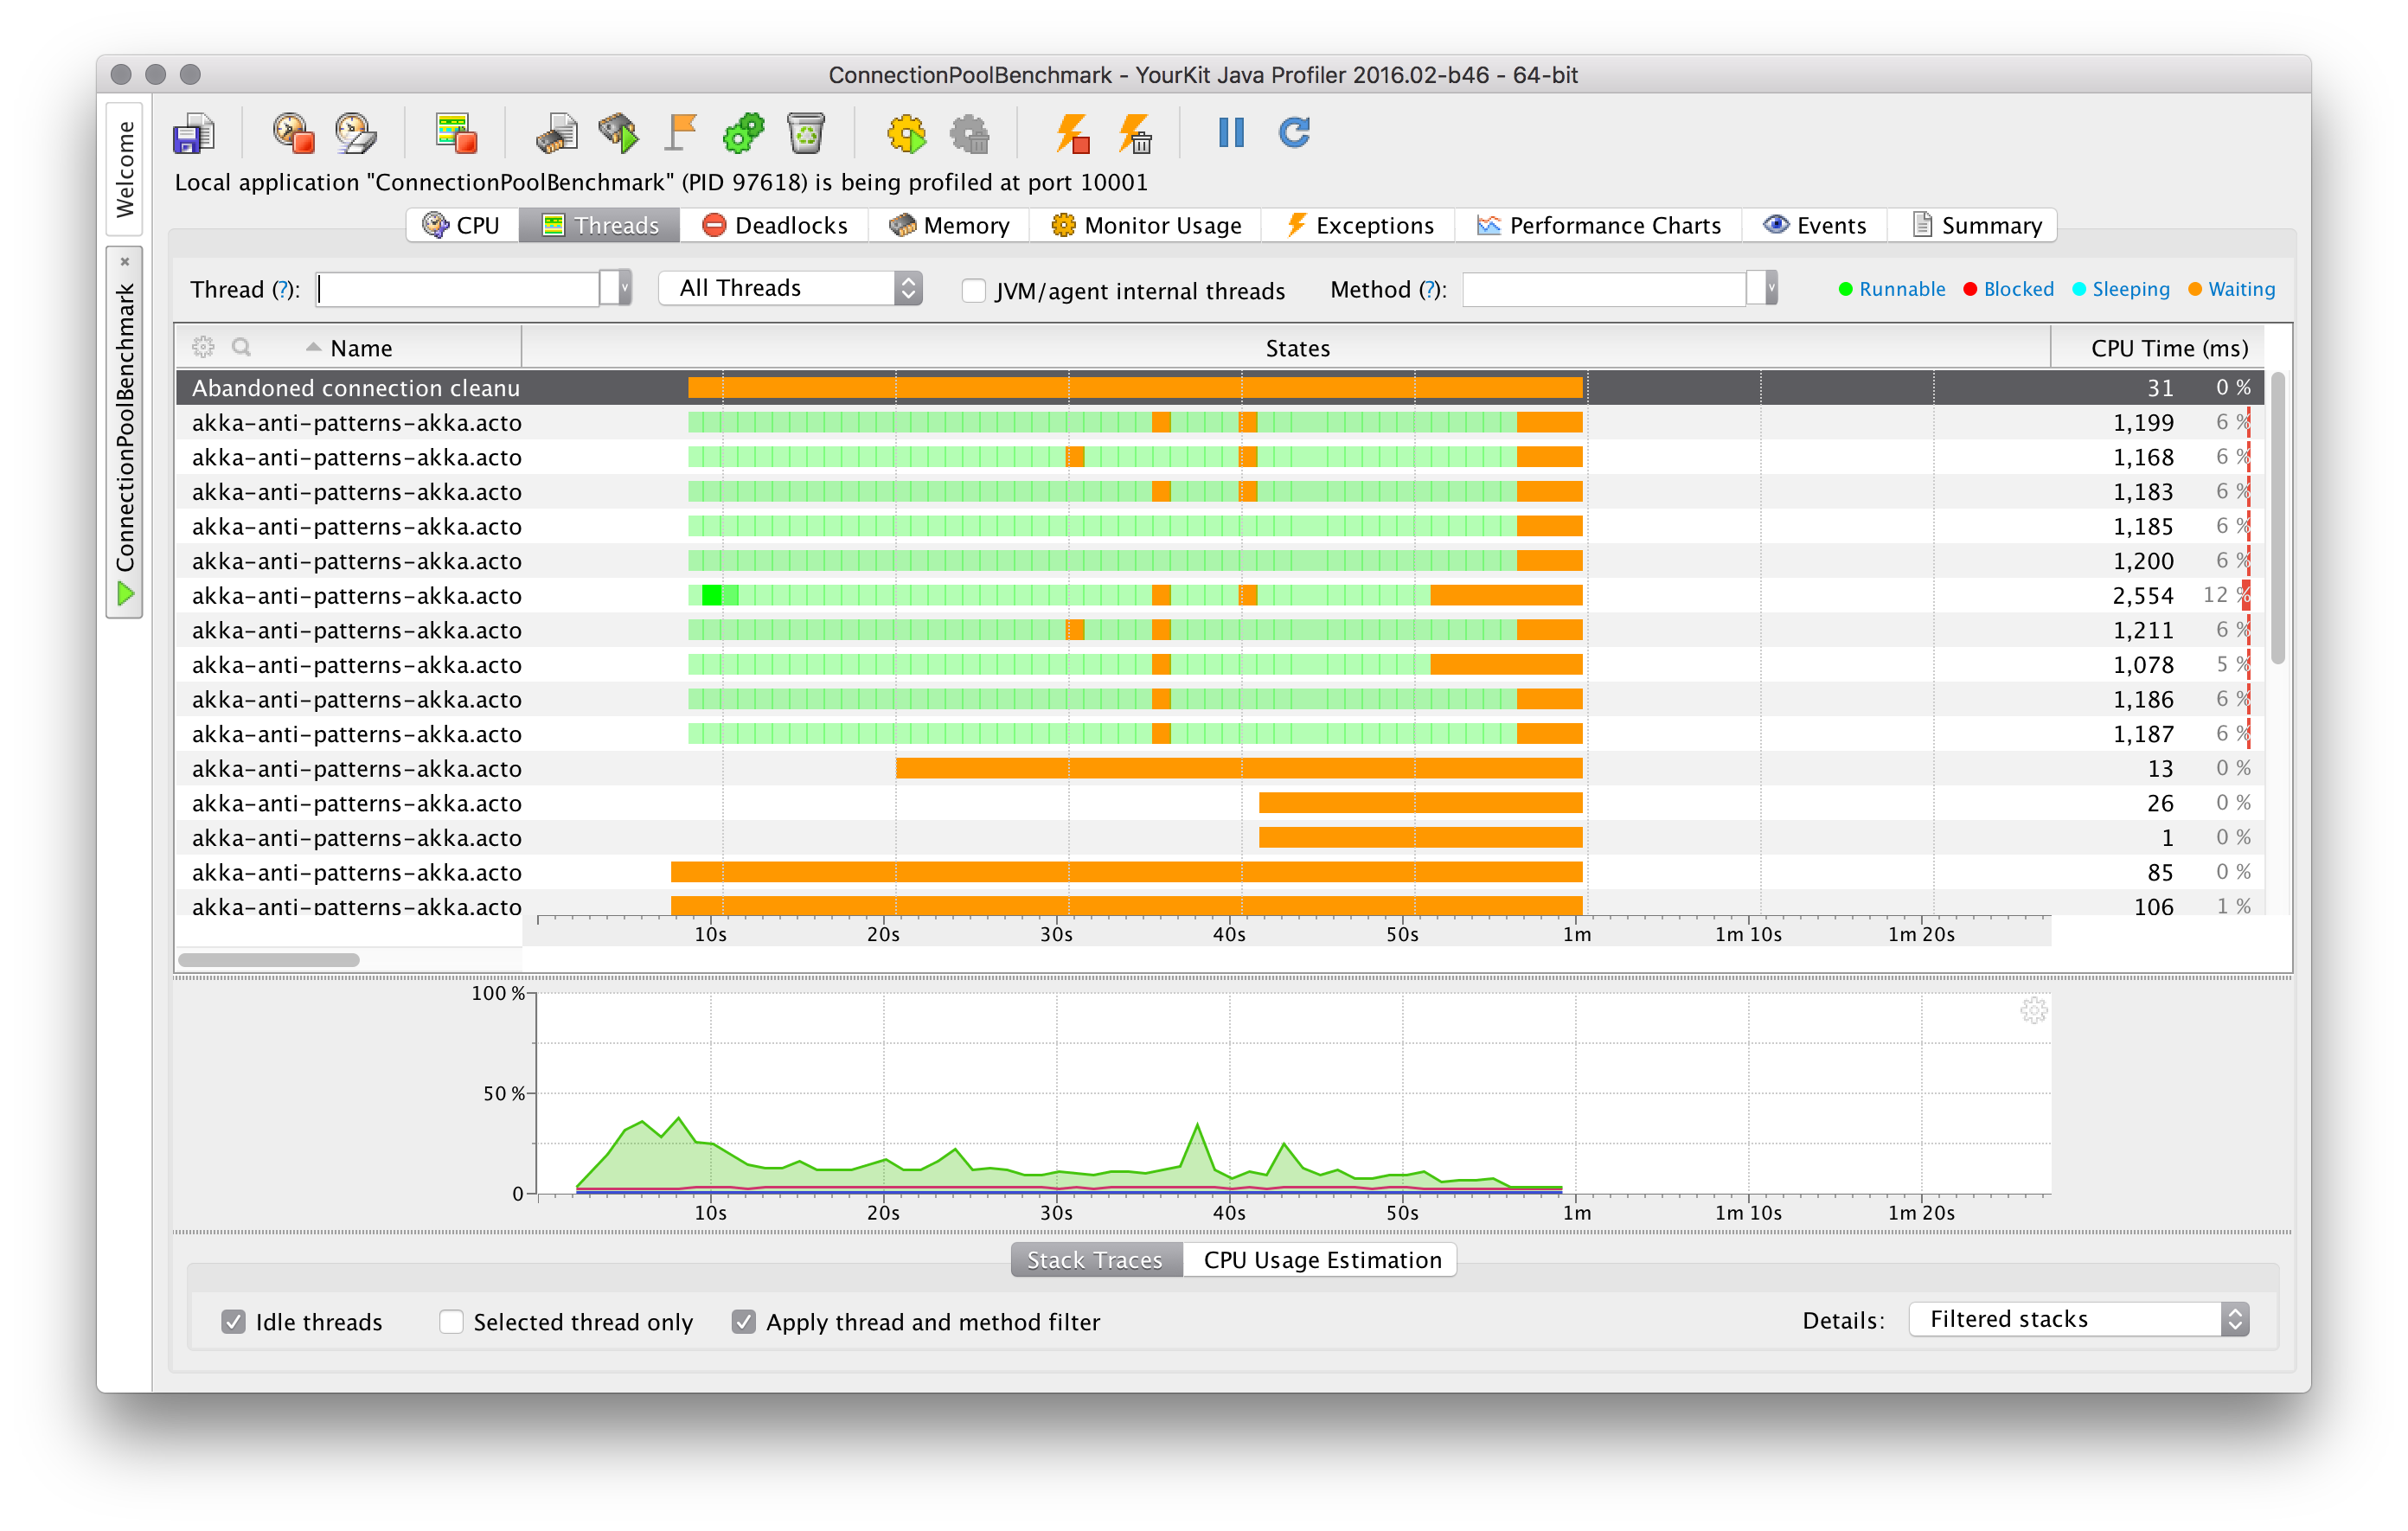 ConnectionPoolBenchmark - YourKit Java Profiler 2016.02-b46 - 64-bit
Welcome
ConnectionPoolBenchmark
Local application "ConnectionPoolBenchmark" (PID 97618) is being profiled at port 10001
CPU Threads Deadlocks Memory Monitor Usage Exceptions Performance Charts Events Summary
Thread (?): All Threads JVM/agent internal threads Method (?): Runnable Blocked Sleeping Waiting
Name States CPU Time (ms)
Abandoned connection cleanu 31 0 %
akka-anti-patterns-akka.acto 1,199 6 %
akka-anti-patterns-akka.acto 1,168 6 %
akka-anti-patterns-akka.acto 1,183 6 %
akka-anti-patterns-akka.acto 1,185 6 %
akka-anti-patterns-akka.acto 1,200 6 %
akka-anti-patterns-akka.acto 2,554 12 %
akka-anti-patterns-akka.acto 1,211 6 %
akka-anti-patterns-akka.acto 1,078 5 %
akka-anti-patterns-akka.acto 1,186 6 %
akka-anti-patterns-akka.acto 1,187 6 %
akka-anti-patterns-akka.acto 13 0 %
akka-anti-patterns-akka.acto 26 0 %
akka-anti-patterns-akka.acto 1 0 %
akka-anti-patterns-akka.acto 85 0 %
akka-anti-patterns-akka.acto 106 1 %
10s 20s 30s 40s 50s 1m 1m 10s 1m 20s
100 %
50 %
0
10s 20s 30s 40s 50s 1m 1m 10s 1m 20s
Stack Traces CPU Usage Estimation
Idle threads Selected thread only Apply thread and method filter Details: Filtered stacks